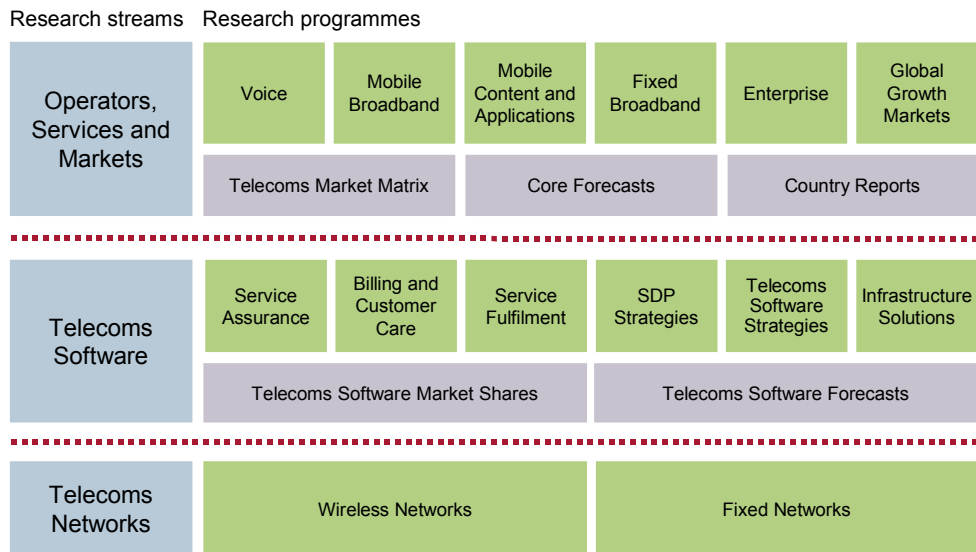 Research streams
Research programmes
Operators,
Services and
Markets
Voice
Mobile
Broadband
Mobile
Content and
Applications
Fixed
Broadband
Enterprise
Global
Growth
Markets
Telecoms Market Matrix
Core Forecasts
Country Reports
Telecoms
Software
Service
Assurance
Billing and
Customer
Care
Service
Fulfilment
SDP
Strategies
Telecoms
Software
Strategies
Infrastructure
Solutions
Telecoms Software Market Shares
Telecoms Software Forecasts
Telecoms
Networks
Wireless Networks
Fixed Networks